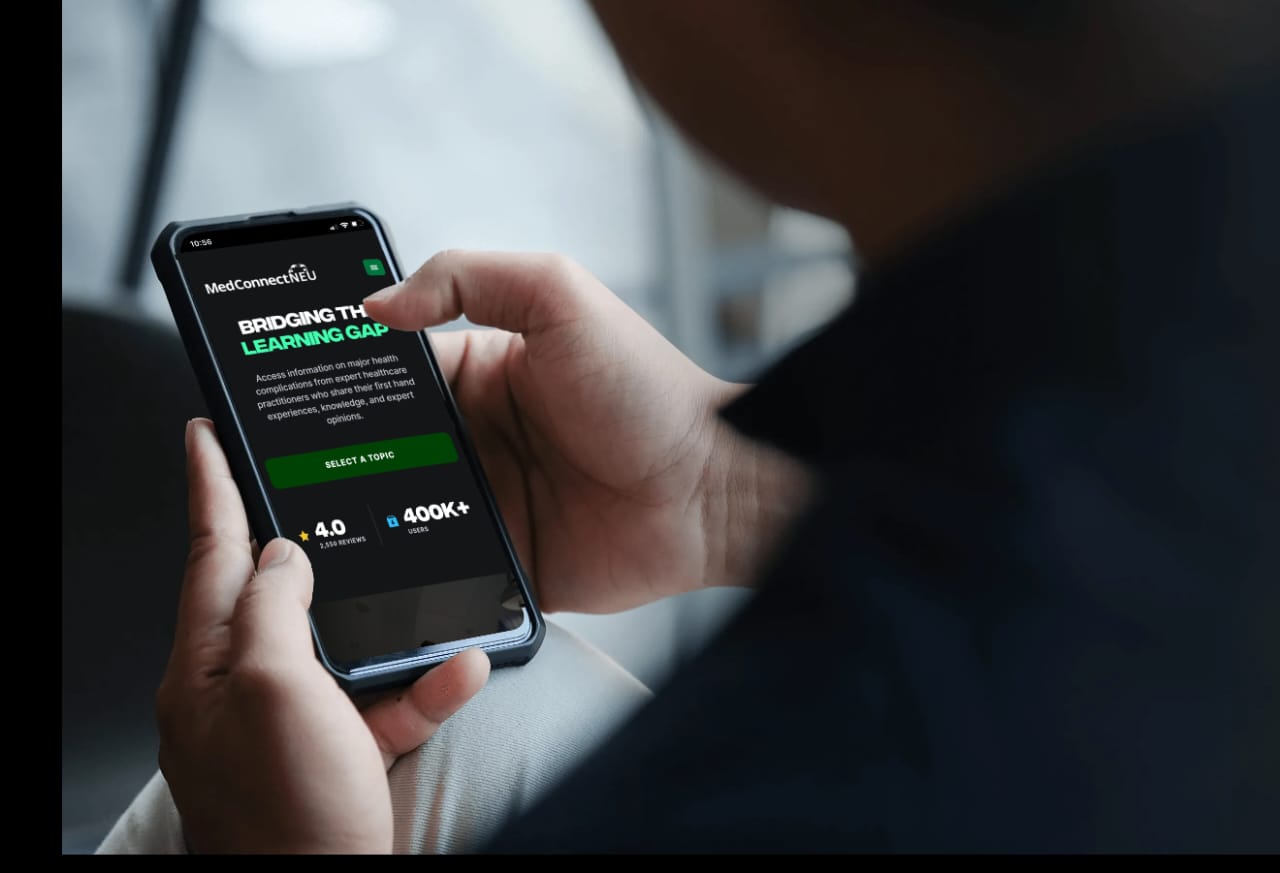 10:56
MedConnectNEU
BRIDGING TH
LEARNING GAP
Access information on major health
complications from expert healthcare
practitioners who share their first hand
experiences, knowledge, and expert
opinions.
SELECT A TOPIC
4.0
2,550 REVIEWS
400K+
USERS